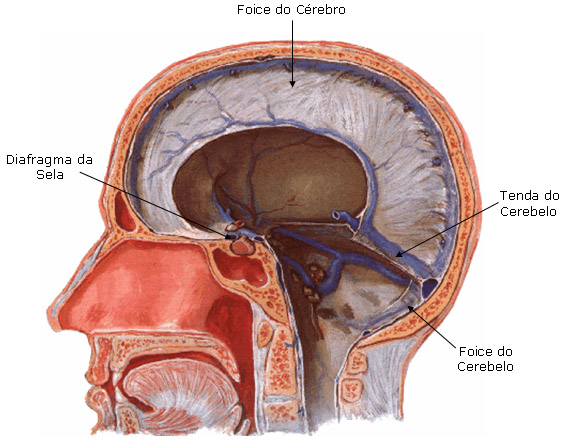 Foice do Cérebro
Diafragma da
Sela
Tenda do
Cerebelo
Foice do
Cerebelo